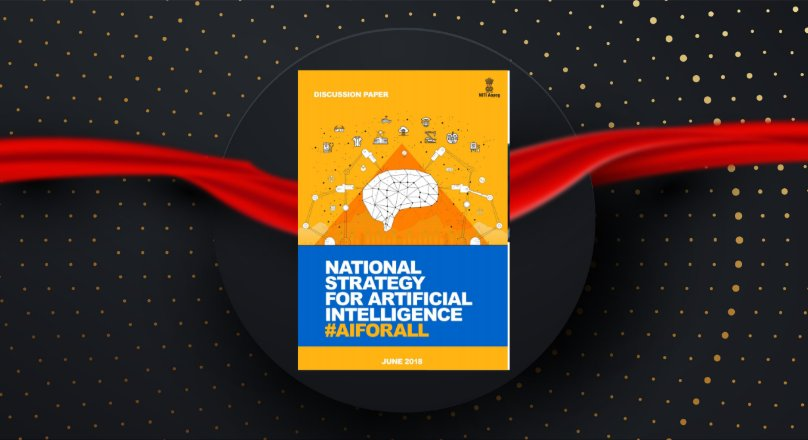 DISCUSSION PAPER
NITI Aayog
NATIONAL
STRATEGY
FOR ARTIFICIAL
INTELLIGENCE
#AIFORALL
JUNE 2018